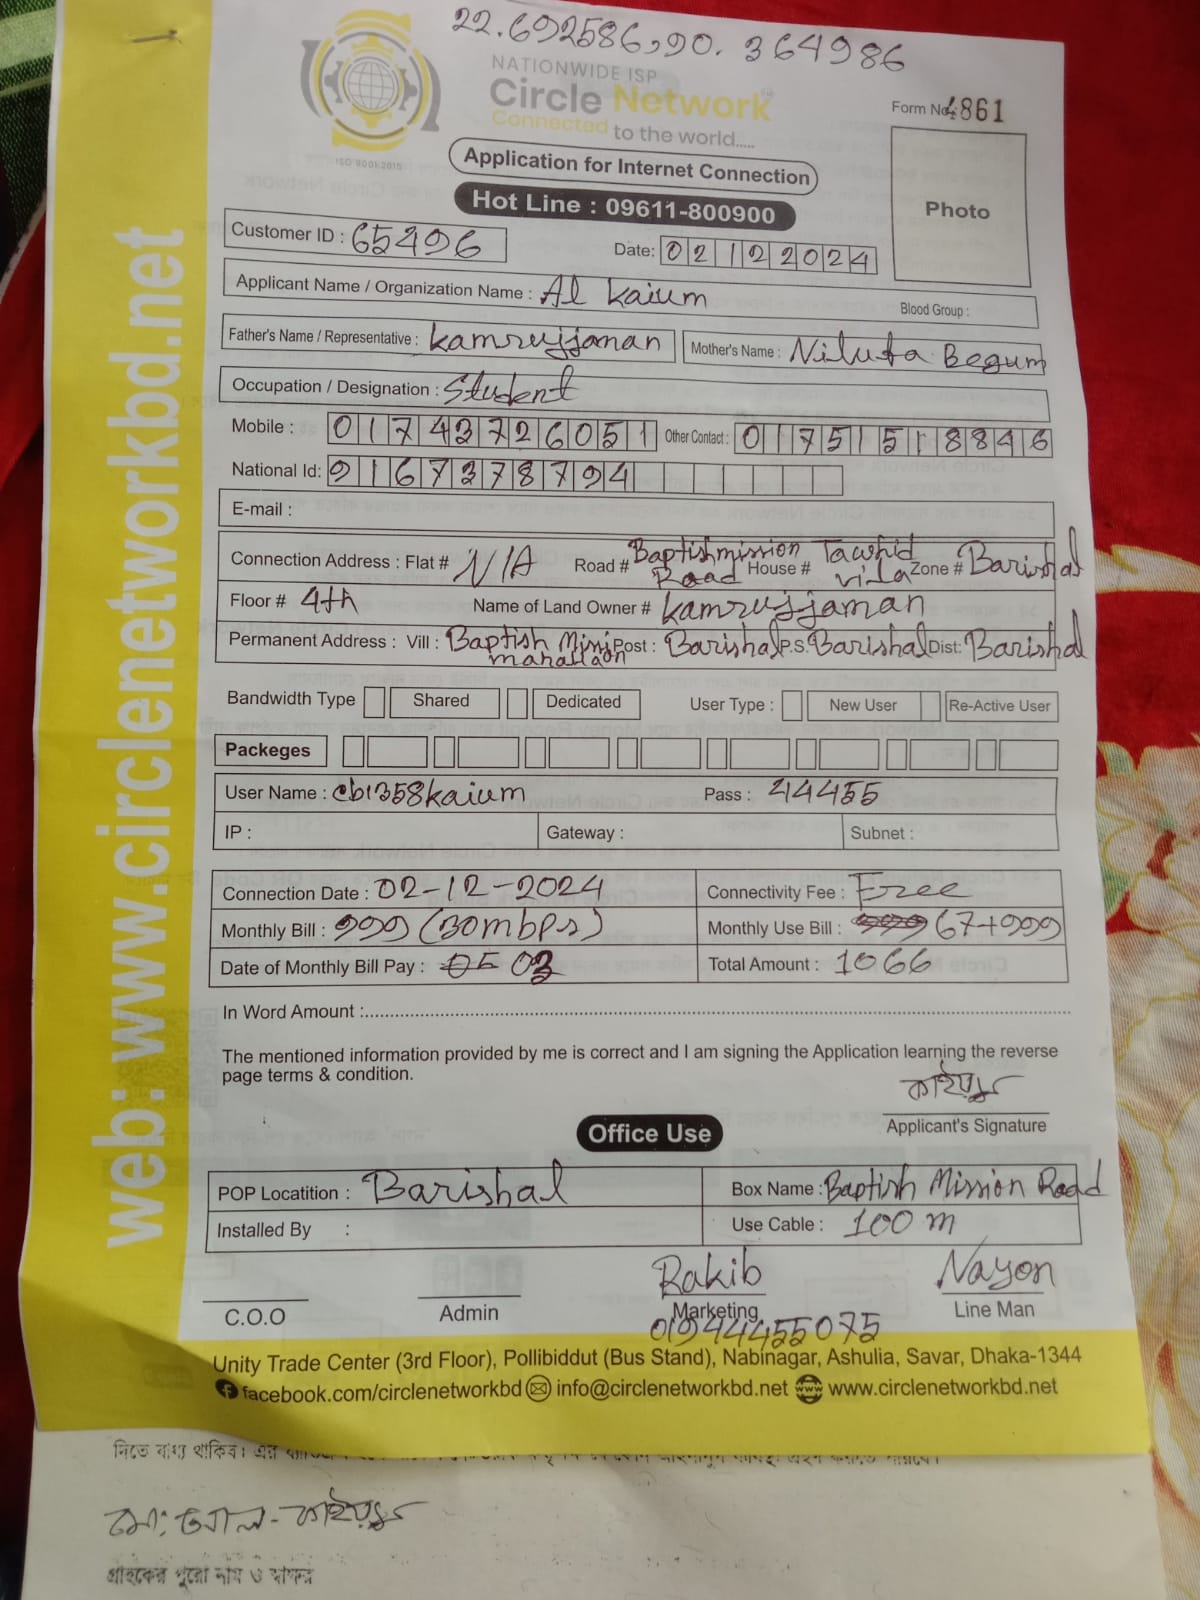 22.692586,90.364986
NATIONWIDE ISP
Circle Network
Connected to the world.....
ISO 9001:2015
Form No. 4861
Application for Internet Connection
Hot Line : 09611-800900
Photo
Customer ID : 65496
Date: 02122024
Applicant Name / Organization Name : Al kaium
Blood Group :
Father's Name / Representative : kamrujjaman Mother's Name : Nilufa Begum
Occupation / Designation : Student
Mobile : 01743726051 Other Contact : 01751518846
National Id: 9167378794
E-mail :
Connection Address : Flat # N/A Road # Baptishmission Road House # Tawhid vila Zone # Barishal
Floor # 4th Name of Land Owner # kamrujjaman
Permanent Address : Vill : Baptish Post : Barishal P.S. Barishal Dist: Barishal
Bandwidth Type Shared Dedicated User Type : New User Re-Active User
Packeges
User Name : cb1358kaium Pass : 44455
IP : Gateway : Subnet :
Connection Date : 02-12-2024 Connectivity Fee : Free
Monthly Bill : 999 (30mbps) Monthly Use Bill : 67+999
Date of Monthly Bill Pay : 03 Total Amount : 1066
In Word Amount :
The mentioned information provided by me is correct and I am signing the Application learning the reverse
page terms & condition.
কাইয়ুম
Applicant's Signature
Office Use
POP Locatition : Barishal Box Name : Baptish Mission Road
Installed By : Use Cable : 100 m
Rakib Nayon
C.O.O Admin Marketing Line Man
01944455075
Unity Trade Center (3rd Floor), Pollibiddut (Bus Stand), Nabinagar, Ashulia, Savar, Dhaka-1344
facebook.com/circlenetworkbd info@circlenetworkbd.net www.circlenetworkbd.net
web: www.circlenetworkbd.net
দিতে বাধ্য থাকিব। এর
মো: আল-কাইয়ুম
গ্রাহকের পুরো নাম ও স্বাক্ষর